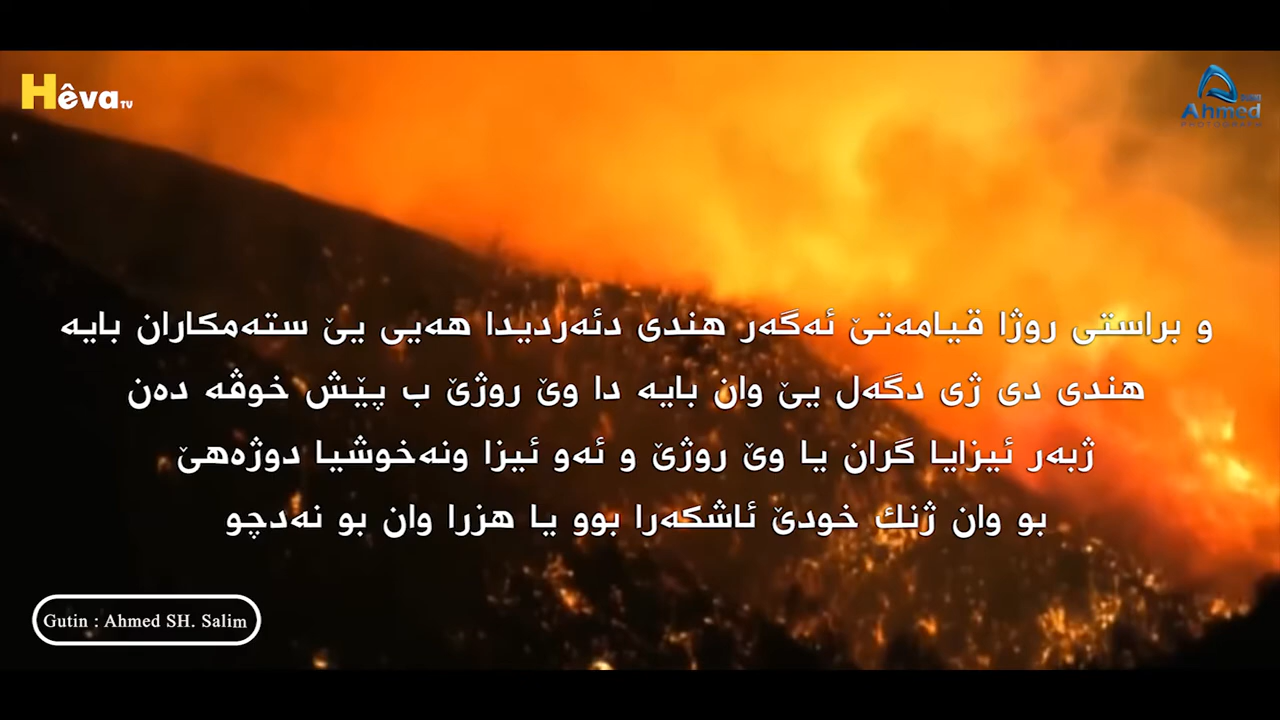 Hêva TV
Ahmed
PHOTOGRAPHY
و براستی روژا قیامەتێ ئەگەر هندی دئەردیدا هەیی یێ ستەمکاران بایە
هندی دی ژی دگەل یێ وان بایە دا وێ روژێ ب پێش خوڤە دەن
ژبەر ئیزایا گران یا وێ روژێ و ئەو ئیزا ونەخوشیا دوژەهێ
بو وان ژنك خودێ ئاشکەرا بوو یا هزرا وان بو نەدچو
Gutin : Ahmed SH. Salim